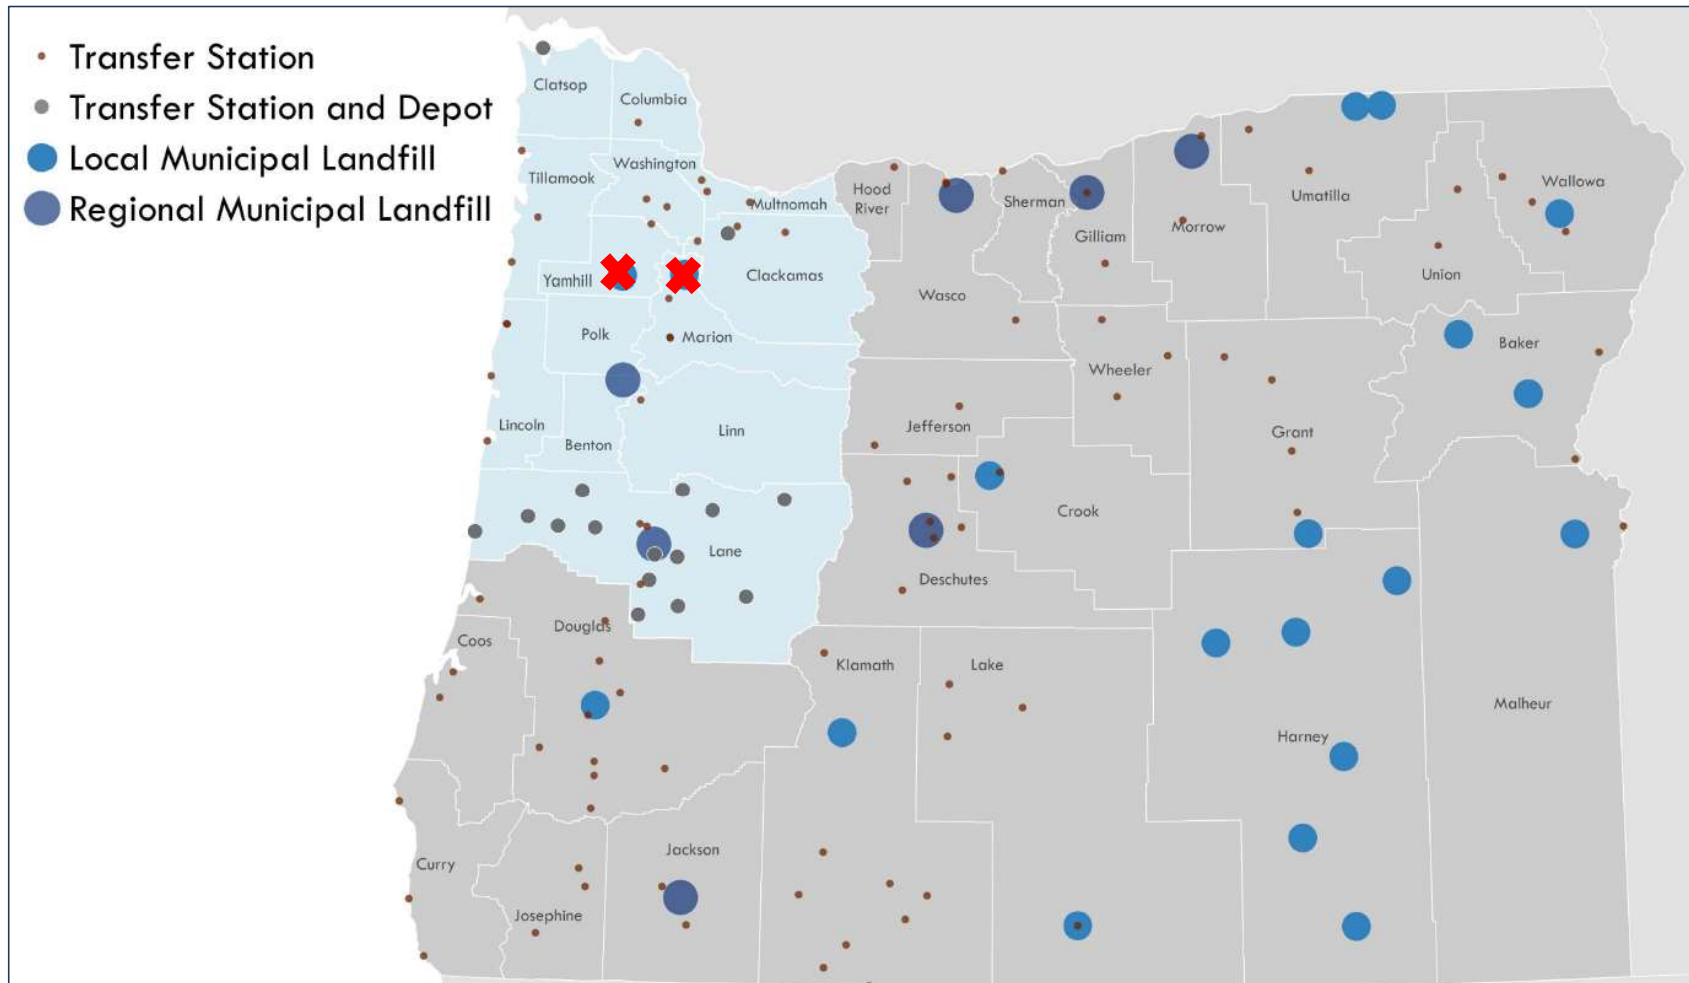 Transfer Station
Transfer Station and Depot
Local Municipal Landfill
Regional Municipal Landfill
Clatsop
Columbia
Washington
Tillamook
Multnomah
Hood
River
Sherman
Gilliam
Morrow
Umatilla
Wallowa
Union
Yamhill
Clackamas
Wasco
Polk
Marion
Wheeler
Baker
Lincoln
Benton
Linn
Jefferson
Grant
Crook
Lane
Deschutes
Douglas
Coos
Klamath
Lake
Malheur
Harney
Curry
Jackson
Josephine